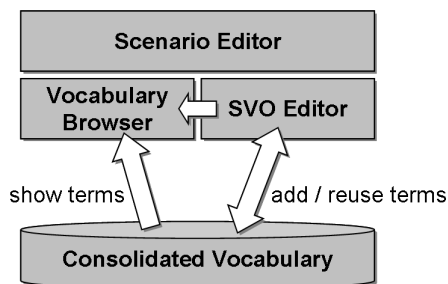 Scenario Editor
Vocabulary
Browser
SVO Editor
show terms
add / reuse terms
Consolidated Vocabulary